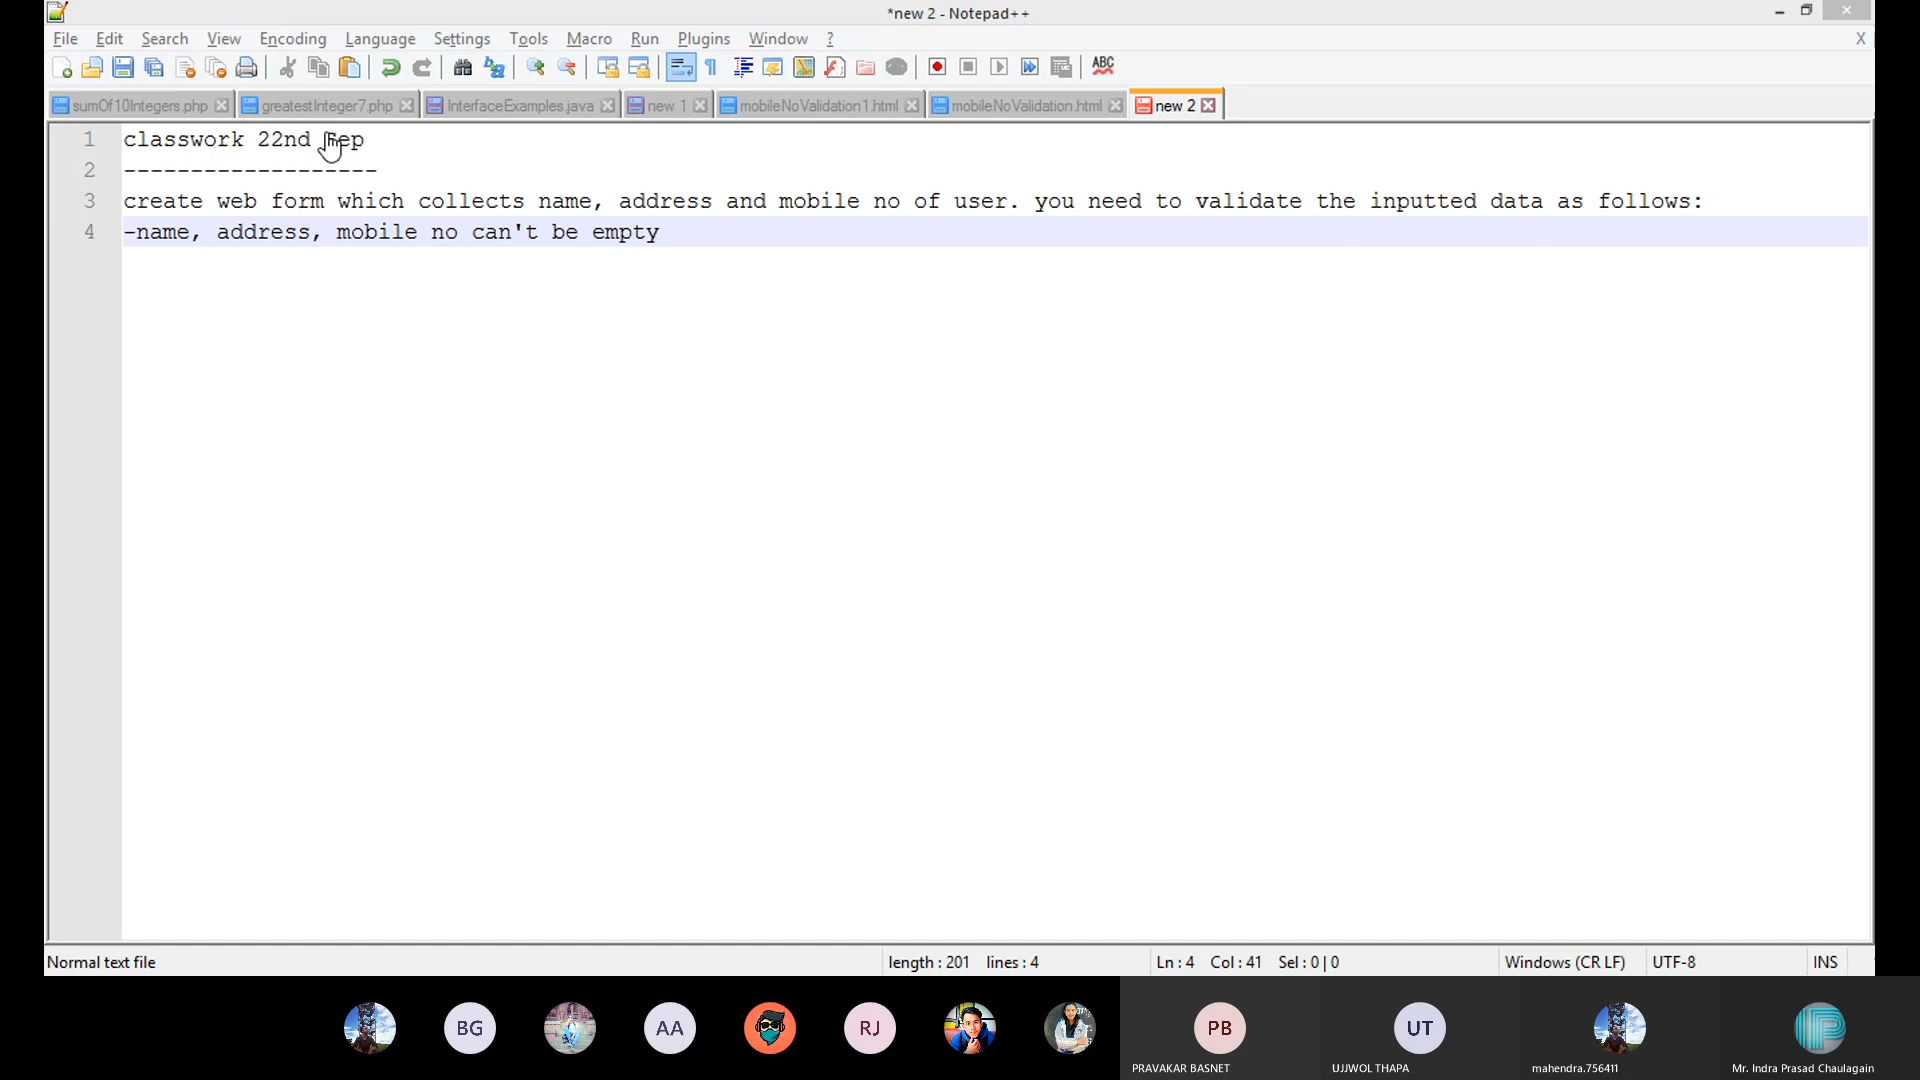 *new 2 - Notepad++
File Edit Search View Encoding Language Settings Tools Macro Run Plugins Window ? X
ABC
sumOf10Integers.php greatestInteger7.php InterfaceExamples.java new 1 mobileNoValidation1.html mobileNoValidation.html new 2
1 classwork 22nd Sep
2 -------------------
3 create web form which collects name, address and mobile no of user. you need to validate the inputted data as follows:
4 -name, address, mobile no can't be empty
Normal text file length : 201 lines : 4 Ln : 4 Col : 41 Sel : 0 | 0 Windows (CR LF) UTF-8 INS
BG AA RJ PB UT
PRAVAKAR BASNET UJJWOL THAPA mahendra.756411 Mr. Indra Prasad Chaulagain